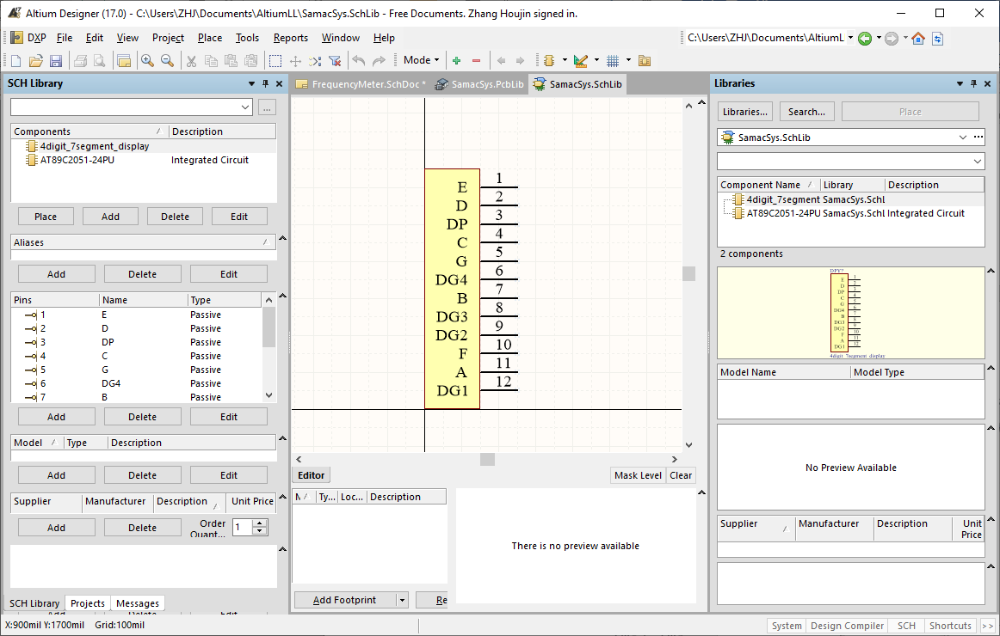 Altium Designer (17.0) - C:\Users\ZHJ\Documents\AltiumLL\SamacSys.SchLib - Free Documents. Zhang Houjin signed in.
DXP File Edit View Project Place Tools Reports Window Help C:\Users\ZHJ\Documents\AltiumL
Mode
SCH Library
...
Components Description
4digit_7segment_display
AT89C2051-24PU Integrated Circuit
Place Add Delete Edit
Aliases
Add Delete Edit
Pins Name Type
1 E Passive
2 D Passive
3 DP Passive
4 C Passive
5 G Passive
6 DG4 Passive
7 B Passive
Add Delete Edit
Model Type Description
Add Delete Edit
Supplier Manufacturer Description Unit Price
Add Delete Order Quant... 1
SCH Library Projects Messages
Add Delete Edit
FrequencyMeter.SchDoc * SamacSys.PcbLib SamacSys.SchLib
E 1
D 2
DP 3
C 4
G 5
DG4 6
B 7
DG3 8
DG2 9
F 10
A 11
DG1 12
Editor Mask Level Clear
Ty... Loc... Description
There is no preview available
Add Footprint Re
Libraries
Libraries... Search... Place
SamacSys.SchLib ...
Component Name Library Description
4digit_7segment SamacSys.Schl
AT89C2051-24PU SamacSys.Schl Integrated Circuit
2 components
DPY?
E 1
D 2
DP 3
C 4
G 5
DG4 6
B 7
DG3 8
DG2 9
F 10
A 11
DG1 12
4digit_7segment_display
Model Name Model Type
No Preview Available
Supplier Manufacturer Description Unit Price
X:900mil Y:1700mil Grid:100mil System Design Compiler SCH Shortcuts >>